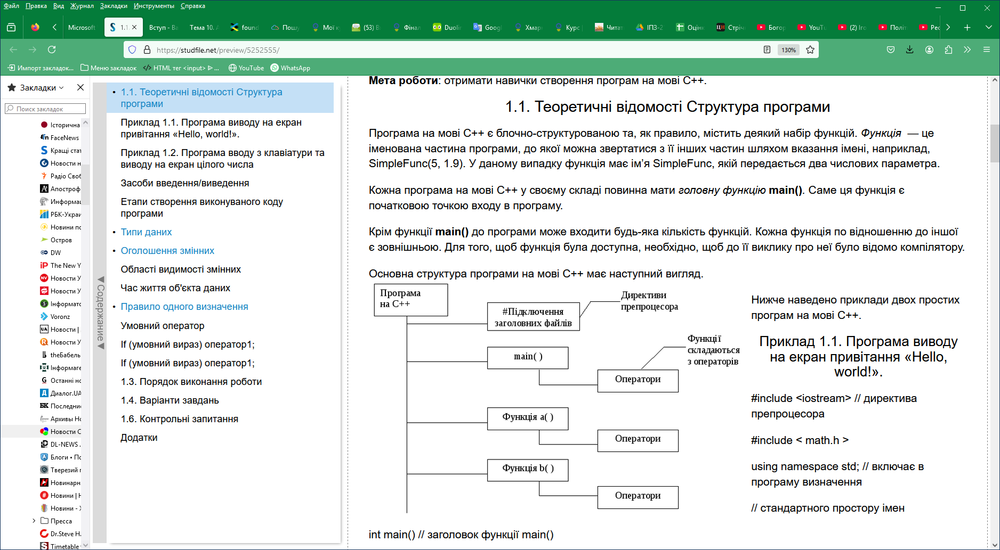 Файл Правка Вид Журнал Закладки Инструменты Справка
Microsoft
1.1.
Вступ - Ва
Тема 10. А
found
Пошу
Мої к
(53) В
Фінал
Duolin
Googl
Хмарн
Курс |
Читат
ІПЗ-2
Оцінк
Стріч
Богор
YouTu
(2) Іго
Політ
Рес
https://studfile.net/preview/5252555/
130%
Импорт закладок...
Меню закладок
HTML тег <input> ᐈ ...
YouTube
WhatsApp
Закладки
Поиск закладок
Історична
FaceNews
Кращі стат
Новости н
Радіо Своб
Апостроф
Информац
РБК-Украи
Новини по
Остров
DW
The New Y
Новости У
Новости У
Інформато
Voronz
Новости |
Новости У
theБабель
Інформаге
Останні но
Диалог.UA
Последние
Архивы Но
Новости С
DL-NEWS .
Блоги • По
Тверезий п
Новинарн
Новини | Н
Новини - Х
Пресса
Dr.Steve H.
Timetable
Содержание
1.1. Теоретичні відомості Структура
програми
Приклад 1.1. Програма виводу на екран
привітання «Hello, world!».
Приклад 1.2. Програма вводу з клавіатури та
виводу на екран цілого числа
Засоби введення/виведення
Етапи створення виконуваного коду
програми
Типи даних
Оголошення змінних
Області видимості змінних
Час життя об'єкта даних
Правило одного визначення
Умовний оператор
If (умовний вираз) оператор1;
If (умовний вираз) оператор1;
1.3. Порядок виконання роботи
1.4. Варіанти завдань
1.6. Контрольні запитання
Додатки
Мета роботи: отримати навички створення програм на мові С++.
1.1. Теоретичні відомості Структура програми
Програма на мові С++ є блочно-структурованою та, як правило, містить деякий набір функцій. Функція — це
іменована частина програми, до якої можна звертатися з її інших частин шляхом вказання імені, наприклад,
SimpleFunc(5, 1.9). У даному випадку функція має ім’я SimpleFunc, якій передається два числових параметра.
Кожна програма на мові С++ у своєму складі повинна мати головну функцію main(). Саме ця функція є
початковою точкою входу в програму.
Крім функції main() до програми може входити будь-яка кількість функцій. Кожна функція по відношенню до іншої
є зовнішньою. Для того, щоб функція була доступна, необхідно, щоб до її виклику про неї було відомо компілятору.
Основна структура програми на мові С++ має наступний вигляд.
Програма
на С++
#Підключення
заголовних файлів
Директиви
препроцесора
main( )
Оператори
Функції
складаються
з операторів
Функція a( )
Оператори
Функція b( )
Оператори
Нижче наведено приклади двох простих
програм на мові С++.
Приклад 1.1. Програма виводу
на екран привітання «Hello,
world!».
#include <iostream> // директива
препроцесора
#include < math.h >
using namespace std; // включає в
програму визначення
// стандартного простору імен
int main() // заголовок функції main()